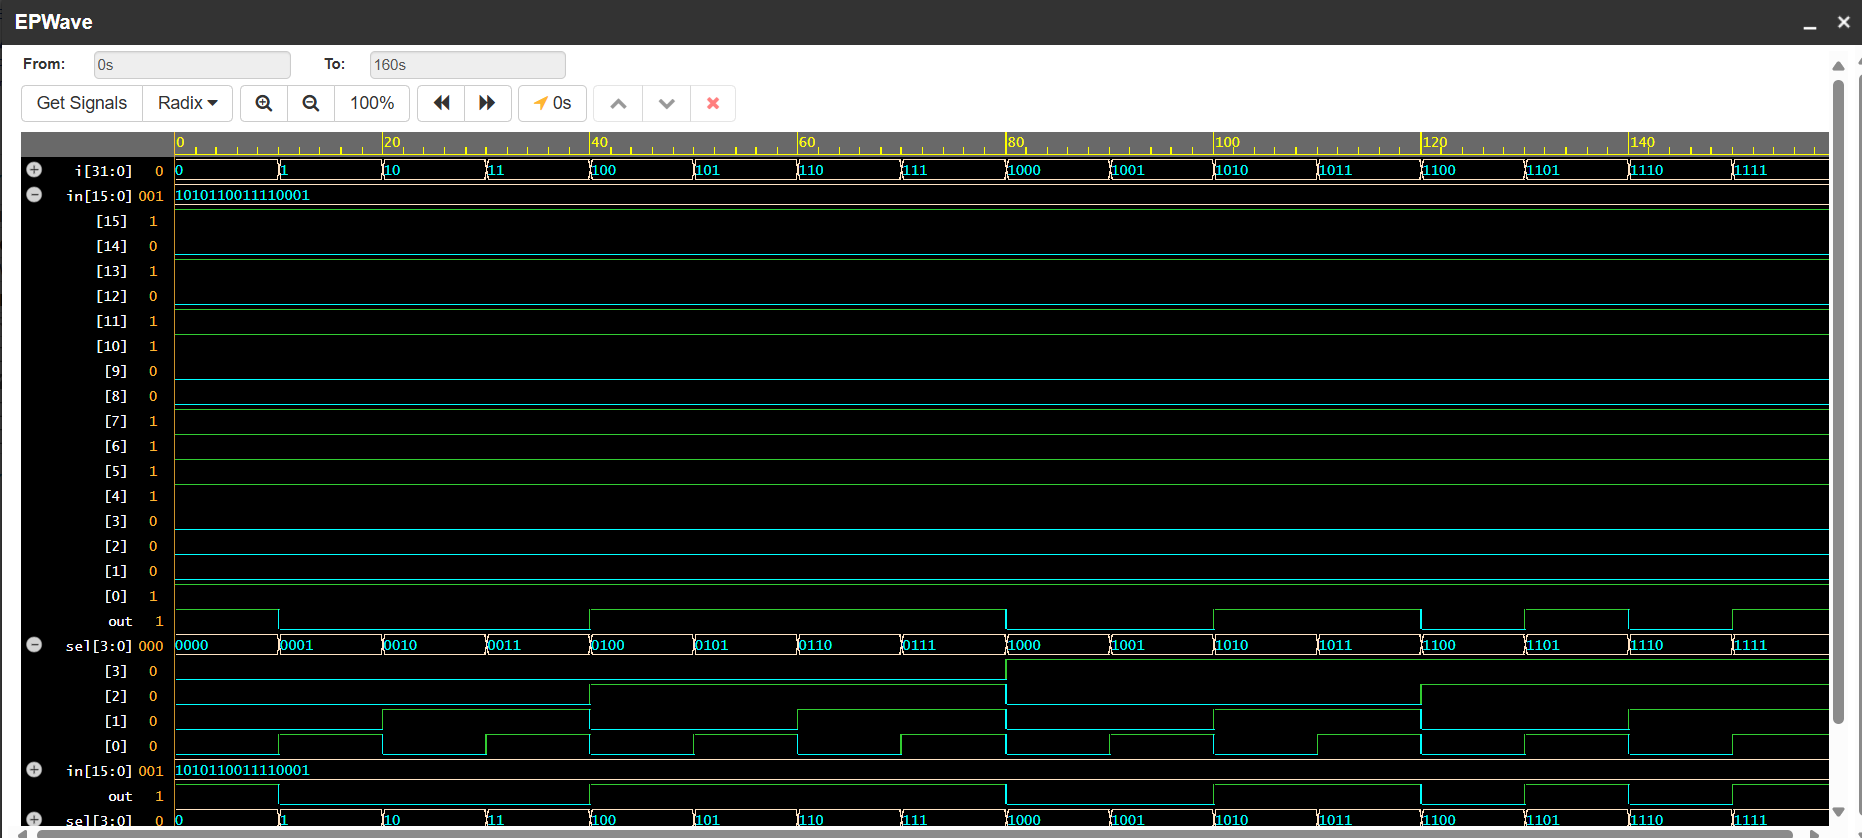 EPWave
From: 0s To: 160s
Get Signals Radix 100% 0s
0 20 40 60 80 100 120 140
i[31:0] 0 0 1 10 11 100 101 110 111 1000 1001 1010 1011 1100 1101 1110 1111
in[15:0] 001 1010110011110001
[15] 1
[14] 0
[13] 1
[12] 0
[11] 1
[10] 1
[9] 0
[8] 0
[7] 1
[6] 1
[5] 1
[4] 1
[3] 0
[2] 0
[1] 0
[0] 1
out 1
sel[3:0] 000 0000 0001 0010 0011 0100 0101 0110 0111 1000 1001 1010 1011 1100 1101 1110 1111
[3] 0
[2] 0
[1] 0
[0] 0
in[15:0] 001 1010110011110001
out 1
sel[3:0] 0 0 1 10 11 100 101 110 111 1000 1001 1010 1011 1100 1101 1110 1111